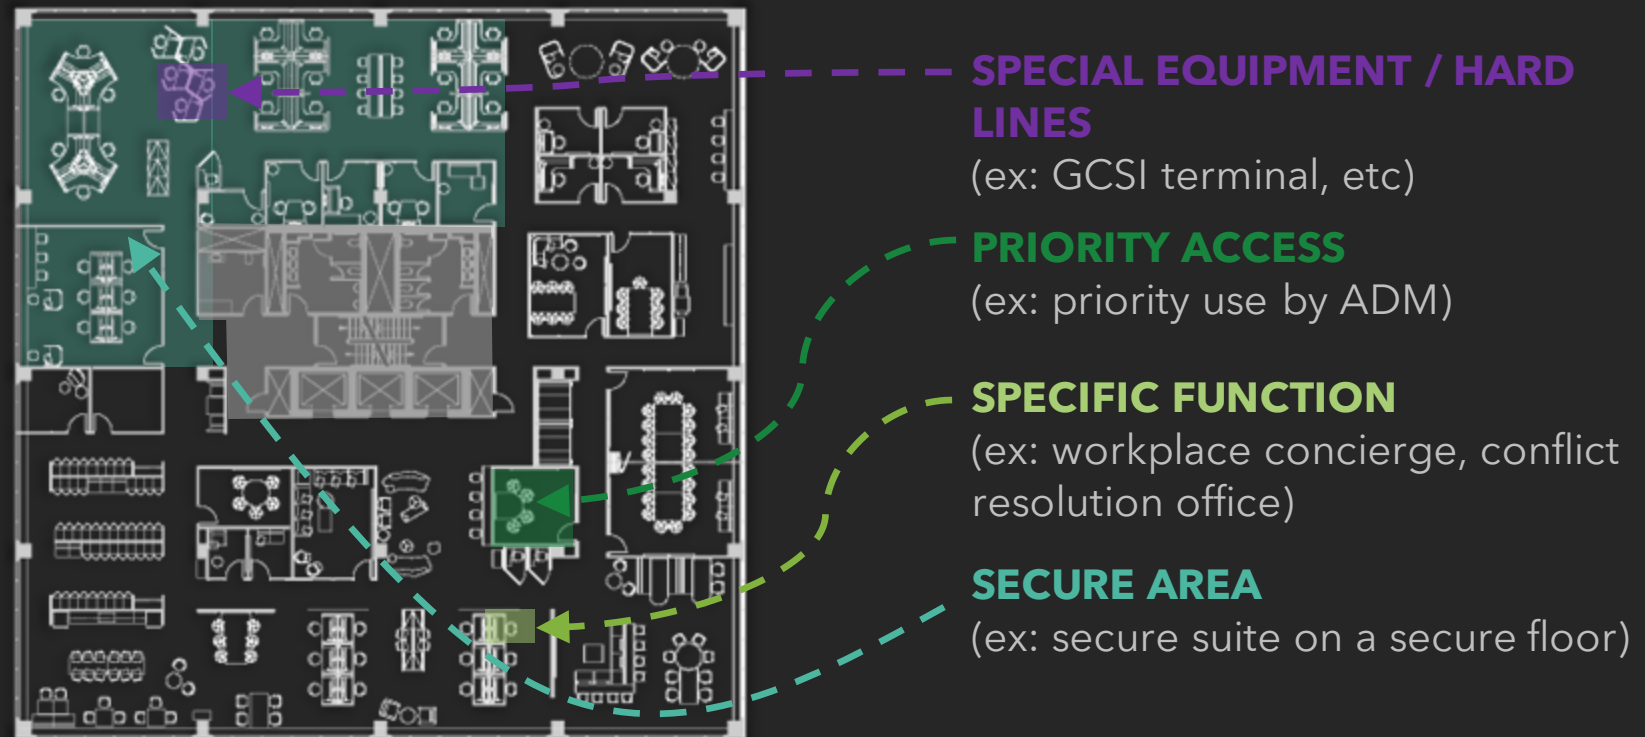 SPECIAL EQUIPMENT / HARD
LINES
(ex: GCSI terminal, etc)
PRIORITY ACCESS
(ex: priority use by ADM)
SPECIFIC FUNCTION
(ex: workplace concierge, conflict
resolution office)
SECURE AREA
(ex: secure suite on a secure floor)